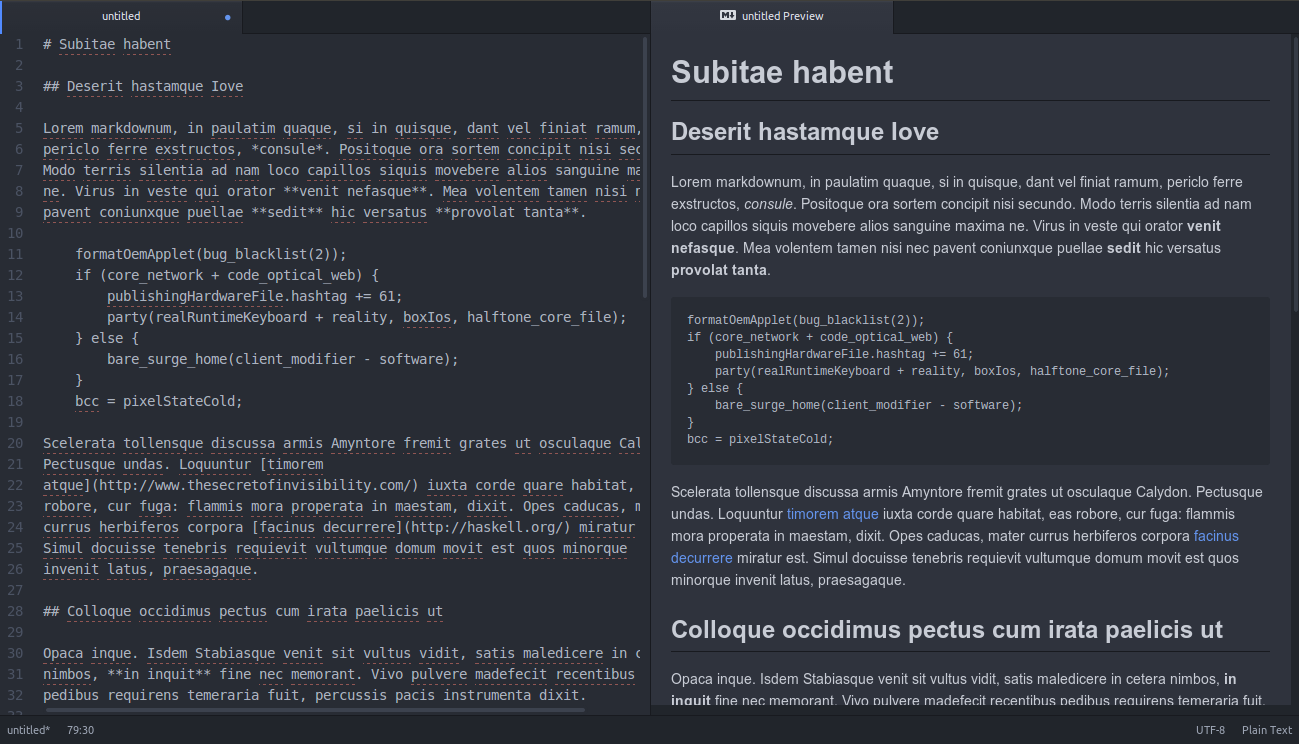 untitled
1 # Subitae habent
2
3 ## Deserit hastamque Iove
4
5 Lorem markdownum, in paulatim quaque, si in quisque, dant vel finiat ramum,
6 periclo ferre exstructos, *consule*. Positoque ora sortem concipit nisi sec
7 Modo terris silentia ad nam loco capillos siquis movebere alios sanguine ma
8 ne. Virus in veste qui orator **venit nefasque**. Mea volentem tamen nisi n
9 pavent coniunxque puellae **sedit** hic versatus **provolat tanta**.
10
11     formatOemApplet(bug_blacklist(2));
12     if (core_network + code_optical_web) {
13         publishingHardwareFile.hashtag += 61;
14         party(realRuntimeKeyboard + reality, boxIos, halftone_core_file);
15     } else {
16         bare_surge_home(client_modifier - software);
17     }
18     bcc = pixelStateCold;
19
20 Scelerata tollensque discussa armis Amyntore fremit grates ut osculaque Cal
21 Pectusque undas. Loquuntur [timorem
22 atque](http://www.thesecretofinvisibility.com/) iuxta corde quare habitat,
23 robore, cur fuga: flammis mora properata in maestam, dixit. Opes caducas, m
24 currus herbiferos corpora [facinus decurrere](http://haskell.org/) miratur
25 Simul docuisse tenebris requievit vultumque domum movit est quos minorque
26 invenit latus, praesagaque.
27
28 ## Colloque occidimus pectus cum irata paelicis ut
29
30 Opaca inque. Isdem Stabiasque venit sit vultus vidit, satis maledicere in c
31 nimbos, **in inquit** fine nec memorant. Vivo pulvere madefecit recentibus
32 pedibus requirens temeraria fuit, percussis pacis instrumenta dixit.
untitled Preview
Subitae habent
Deserit hastamque Iove
Lorem markdownum, in paulatim quaque, si in quisque, dant vel finiat ramum, periclo ferre
exstructos, consule. Positoque ora sortem concipit nisi secundo. Modo terris silentia ad nam
loco capillos siquis movebere alios sanguine maxima ne. Virus in veste qui orator venit
nefasque. Mea volentem tamen nisi nec pavent coniunxque puellae sedit hic versatus
provolat tanta.
formatOemApplet(bug_blacklist(2));
if (core_network + code_optical_web) {
    publishingHardwareFile.hashtag += 61;
    party(realRuntimeKeyboard + reality, boxIos, halftone_core_file);
} else {
    bare_surge_home(client_modifier - software);
}
bcc = pixelStateCold;
Scelerata tollensque discussa armis Amyntore fremit grates ut osculaque Calydon. Pectusque
undas. Loquuntur timorem atque iuxta corde quare habitat, eas robore, cur fuga: flammis
mora properata in maestam, dixit. Opes caducas, mater currus herbiferos corpora facinus
decurrere miratur est. Simul docuisse tenebris requievit vultumque domum movit est quos
minorque invenit latus, praesagaque.
Colloque occidimus pectus cum irata paelicis ut
Opaca inque. Isdem Stabiasque venit sit vultus vidit, satis maledicere in cetera nimbos, in
inquit fine nec memorant. Vivo pulvere madefecit recentibus pedibus requirens temeraria fuit,
untitled* 79:30
UTF-8 Plain Text